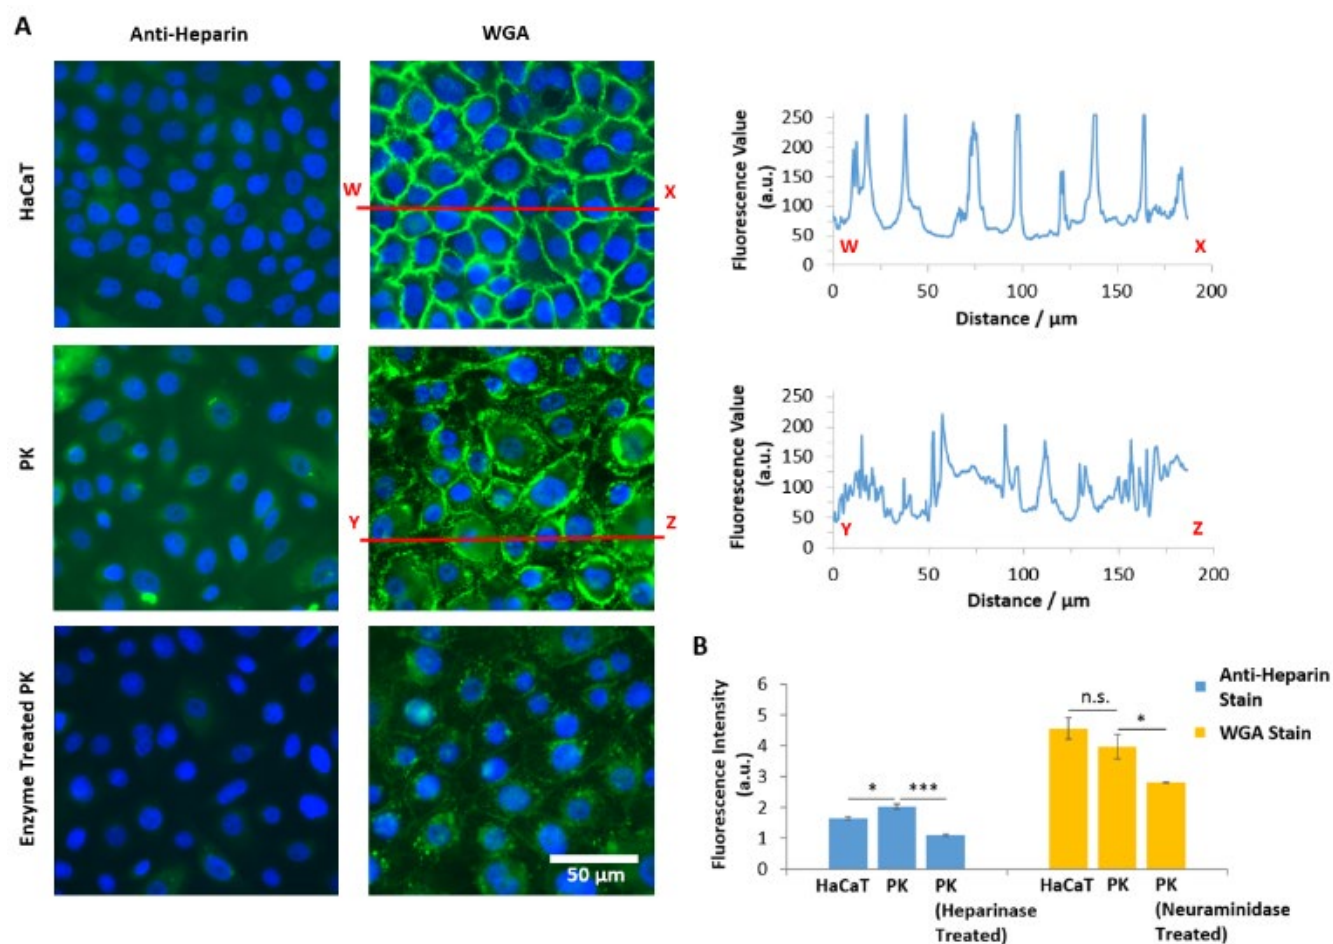 A
Anti-Heparin
WGA
HaCaT
W
X
Fluorescence Value
(a.u.)
250
200
150
100
50
0
W
X
0
50
100
150
200
Distance / µm
PK
Y
Z
Fluorescence Value
(a.u.)
250
200
150
100
50
0
Y
Z
0
50
100
150
200
Distance / µm
Enzyme Treated PK
50 µm
B
Fluorescence Intensity
(a.u.)
6
5
4
3
2
1
0
*
***
n.s.
*
Anti-Heparin
Stain
WGA Stain
HaCaT
PK
PK
(Heparinase
Treated)
HaCaT
PK
PK
(Neuraminidase
Treated)